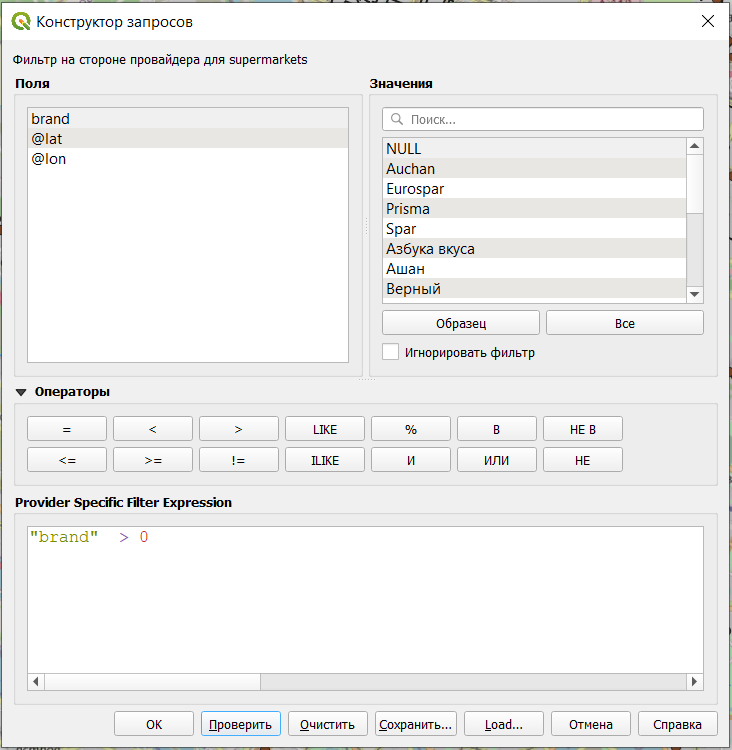 Конструктор запросов
Фильтр на стороне провайдера для supermarkets
Поля
brand
@lat
@lon
Значения
Поиск...
NULL
Auchan
Eurospar
Prisma
Spar
Азбука вкуса
Ашан
Верный
Образец
Все
Игнорировать фильтр
Операторы
= < > LIKE % В НЕ В
<= >= != ILIKE И ИЛИ НЕ
Provider Specific Filter Expression
"brand" > 0
ОК Проверить Очистить Сохранить... Load... Отмена Справка